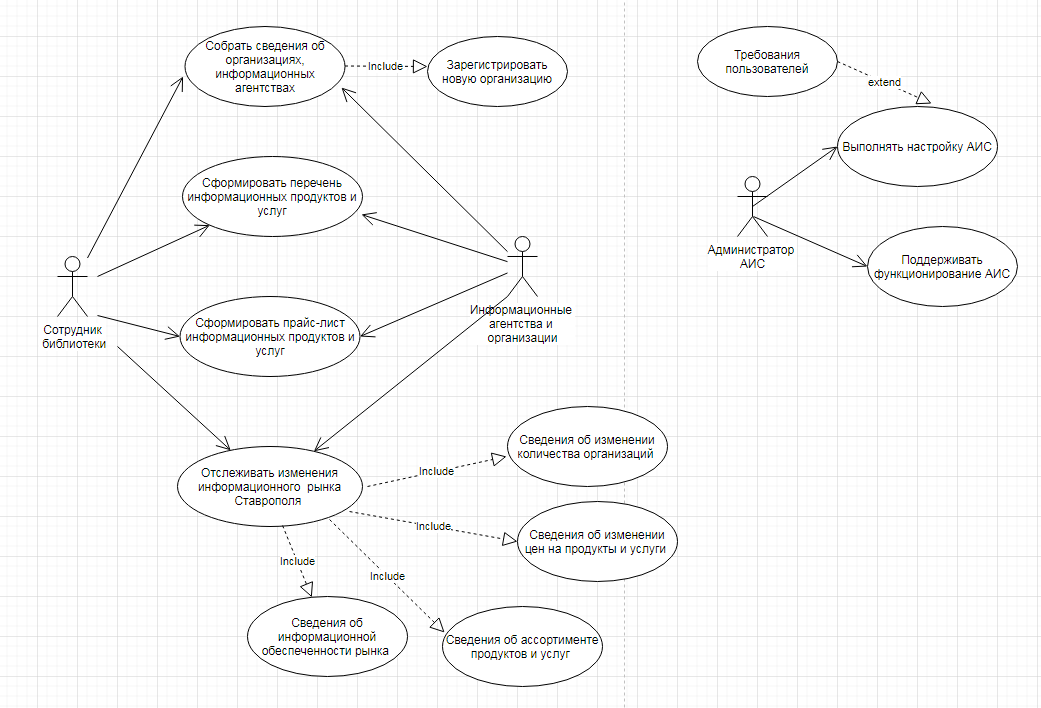 Собрать сведения об
организациях,
информационных
агентствах
Include
Зарегистрировать
новую организацию
Требования
пользователей
extend
Выполнять настройку АИС
Сформировать перечень
информационных продуктов и
услуг
Администратор
АИС
Поддерживать
функционирование АИС
Сотрудник
библиотеки
Сформировать прайс-лист
информационных продуктов и
услуг
Информационные
агентства и
организации
Отслеживать изменения
информационного рынка
Ставрополя
Include
Сведения об изменении
количества организаций
Include
Сведения об изменении
цен на продукты и услуги
Include
Include
Сведения об
информационной
обеспеченности рынка
Сведения об ассортименте
продуктов и услуг